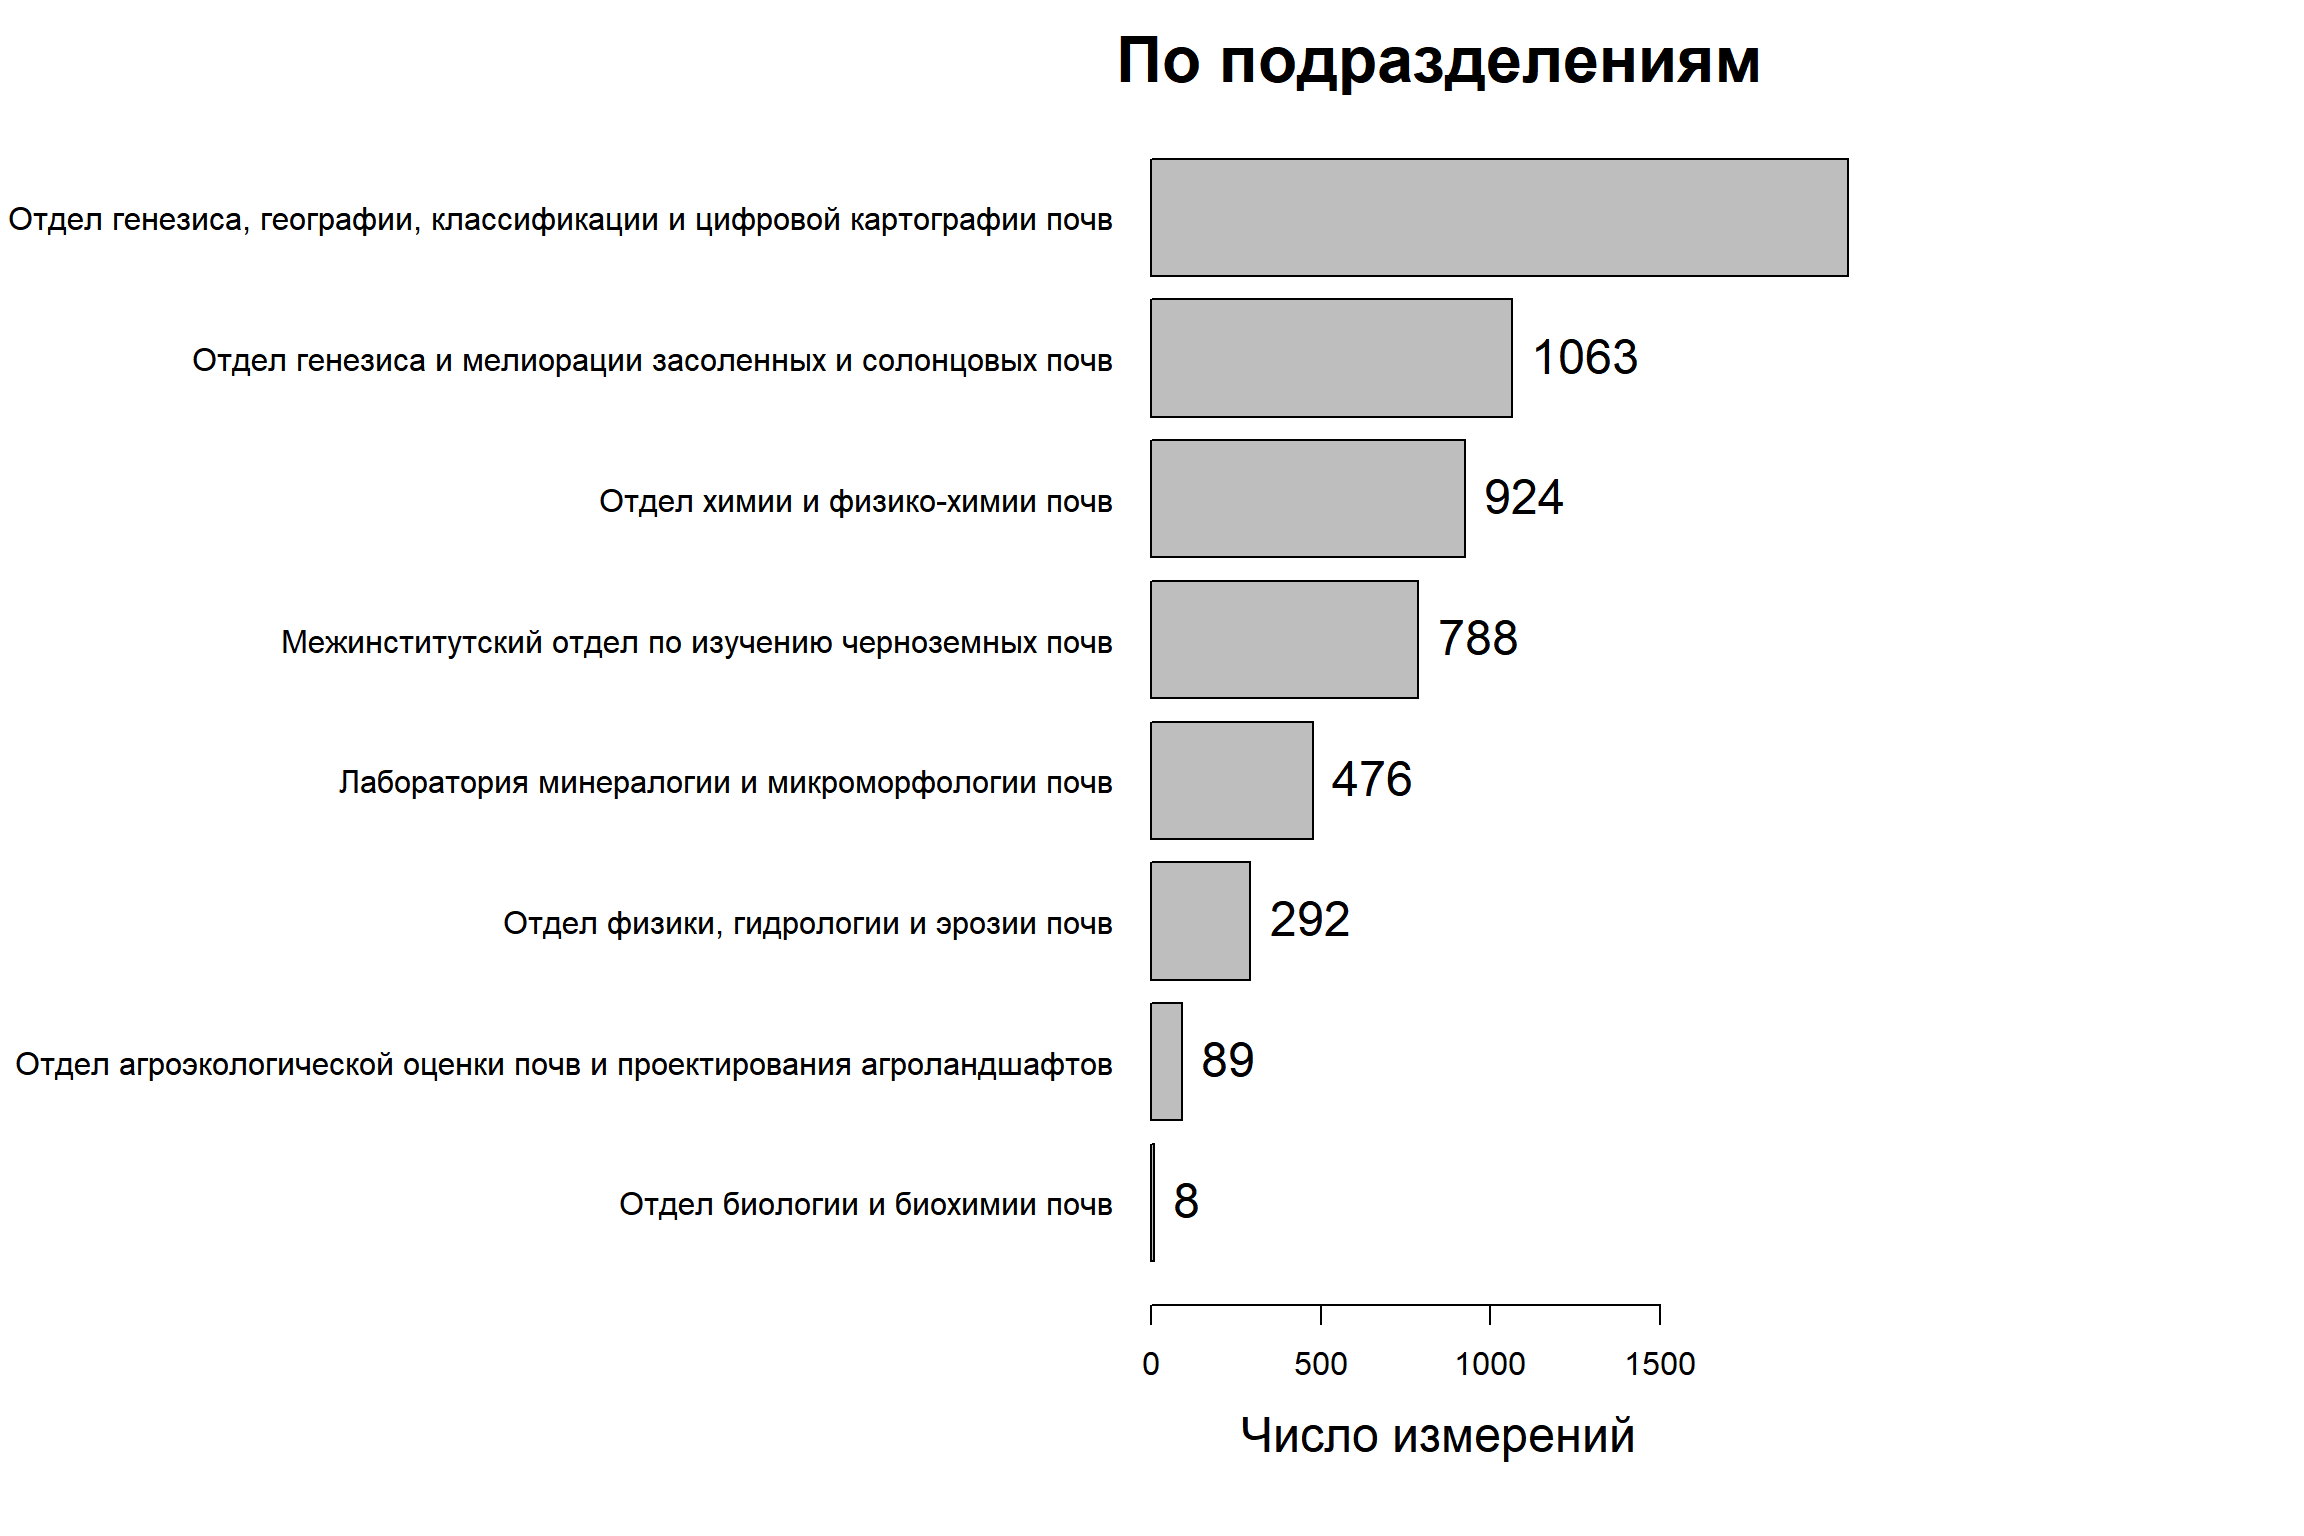 По подразделениям
Отдел генезиса, географии, классификации и цифровой картографии почв
Отдел генезиса и мелиорации засоленных и солонцовых почв
1063
Отдел химии и физико-химии почв
924
Межинститутский отдел по изучению черноземных почв
788
Лаборатория минералогии и микроморфологии почв
476
Отдел физики, гидрологии и эрозии почв
292
Отдел агроэкологической оценки почв и проектирования агроландшафтов
89
Отдел биологии и биохимии почв
8
0 500 1000 1500
Число измерений